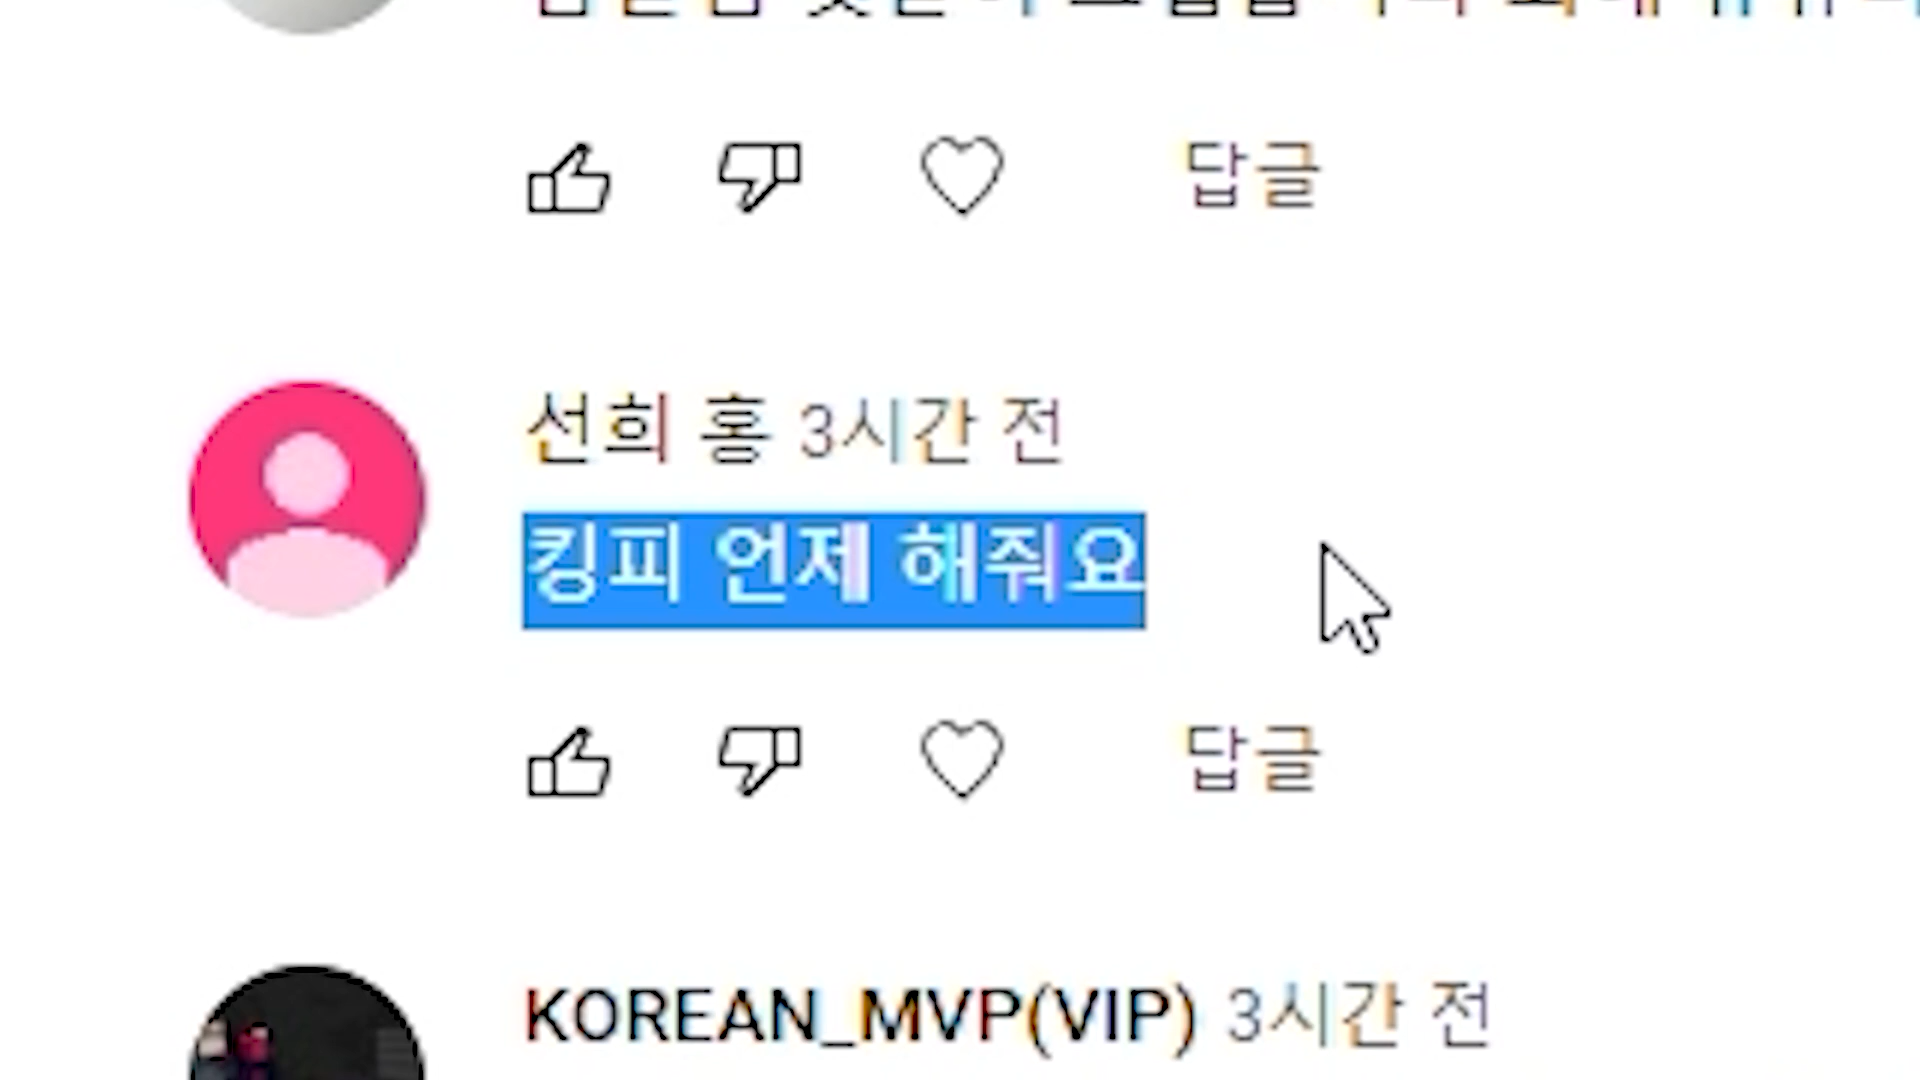 답글
선희 홍 3시간 전
킹피 언제 해줘요
답글
KOREAN_MVP(VIP) 3시간 전